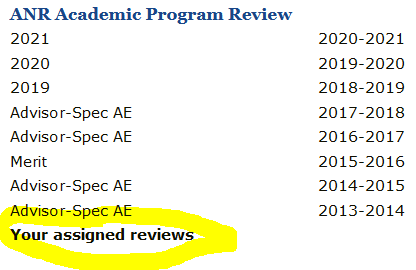 ANR Academic Program Review
2021 2020-2021
2020 2019-2020
2019 2018-2019
Advisor-Spec AE 2017-2018
Advisor-Spec AE 2016-2017
Merit 2015-2016
Advisor-Spec AE 2014-2015
Advisor-Spec AE 2013-2014
Your assigned reviews